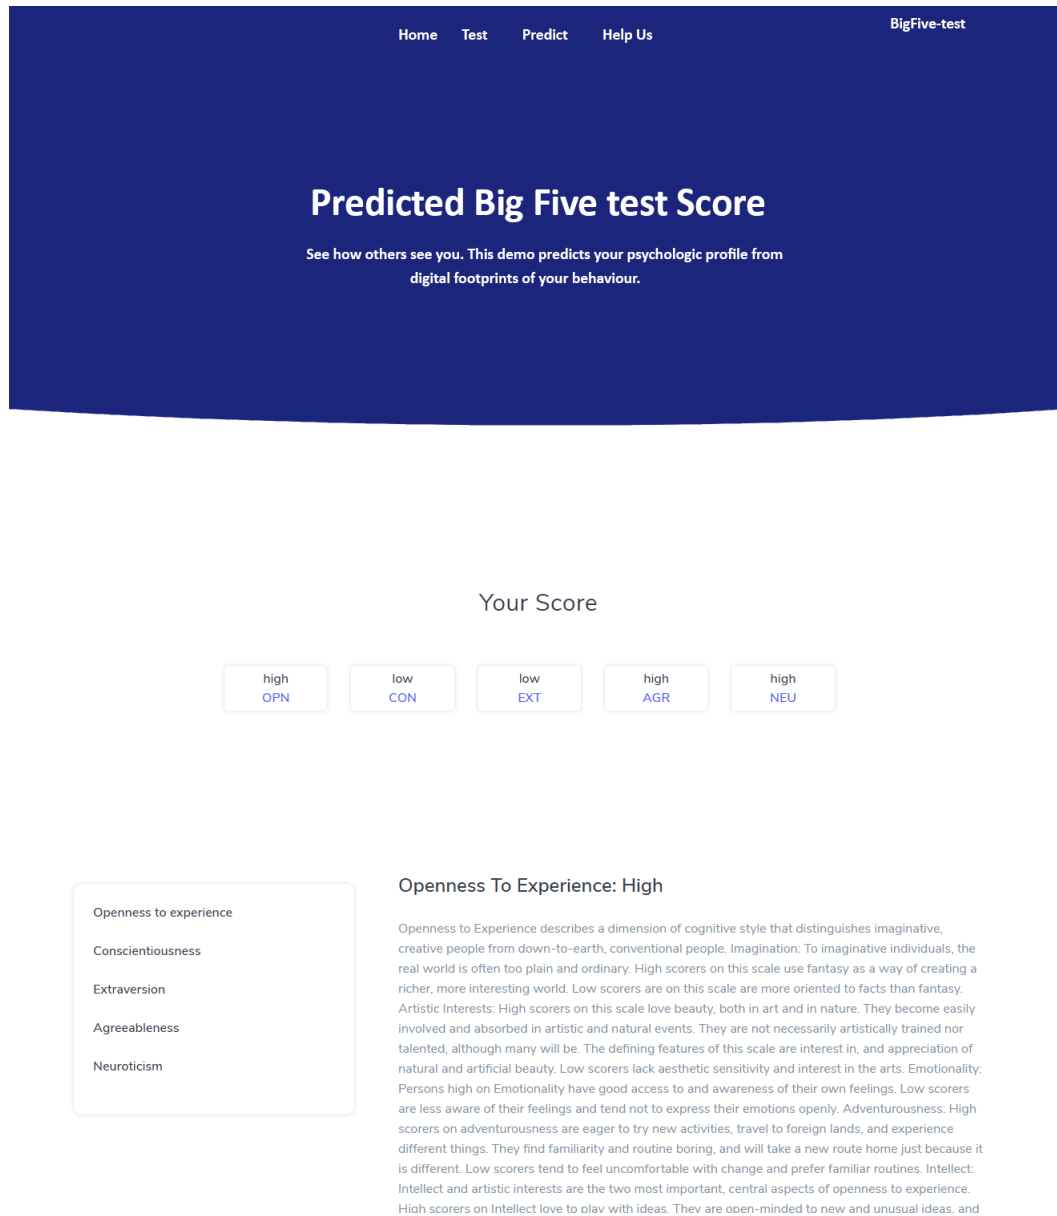 Home Test Predict Help Us BigFive-test
Predicted Big Five test Score
See how others see you. This demo predicts your psychologic profile from
digital footprints of your behaviour.
Your Score
high low low high high
OPN CON EXT AGR NEU
Openness to experience
Conscientiousness
Extraversion
Agreeableness
Neuroticism
Openness To Experience: High
Openness to Experience describes a dimension of cognitive style that distinguishes imaginative,
creative people from down-to-earth, conventional people. Imagination: To imaginative individuals, the
real world is often too plain and ordinary. High scorers on this scale use fantasy as a way of creating a
richer, more interesting world. Low scorers are on this scale are more oriented to facts than fantasy.
Artistic Interests: High scorers on this scale love beauty, both in art and in nature. They become easily
involved and absorbed in artistic and natural events. They are not necessarily artistically trained nor
talented, although many will be. The defining features of this scale are interest in, and appreciation of
natural and artificial beauty. Low scorers lack aesthetic sensitivity and interest in the arts. Emotionality:
Persons high on Emotionality have good access to and awareness of their own feelings. Low scorers
are less aware of their feelings and tend not to express their emotions openly. Adventurousness: High
scorers on adventurousness are eager to try new activities, travel to foreign lands, and experience
different things. They find familiarity and routine boring, and will take a new route home just because it
is different. Low scorers tend to feel uncomfortable with change and prefer familiar routines. Intellect:
Intellect and artistic interests are the two most important, central aspects of openness to experience.
High scorers on Intellect love to play with ideas. They are open-minded to new and unusual ideas, and